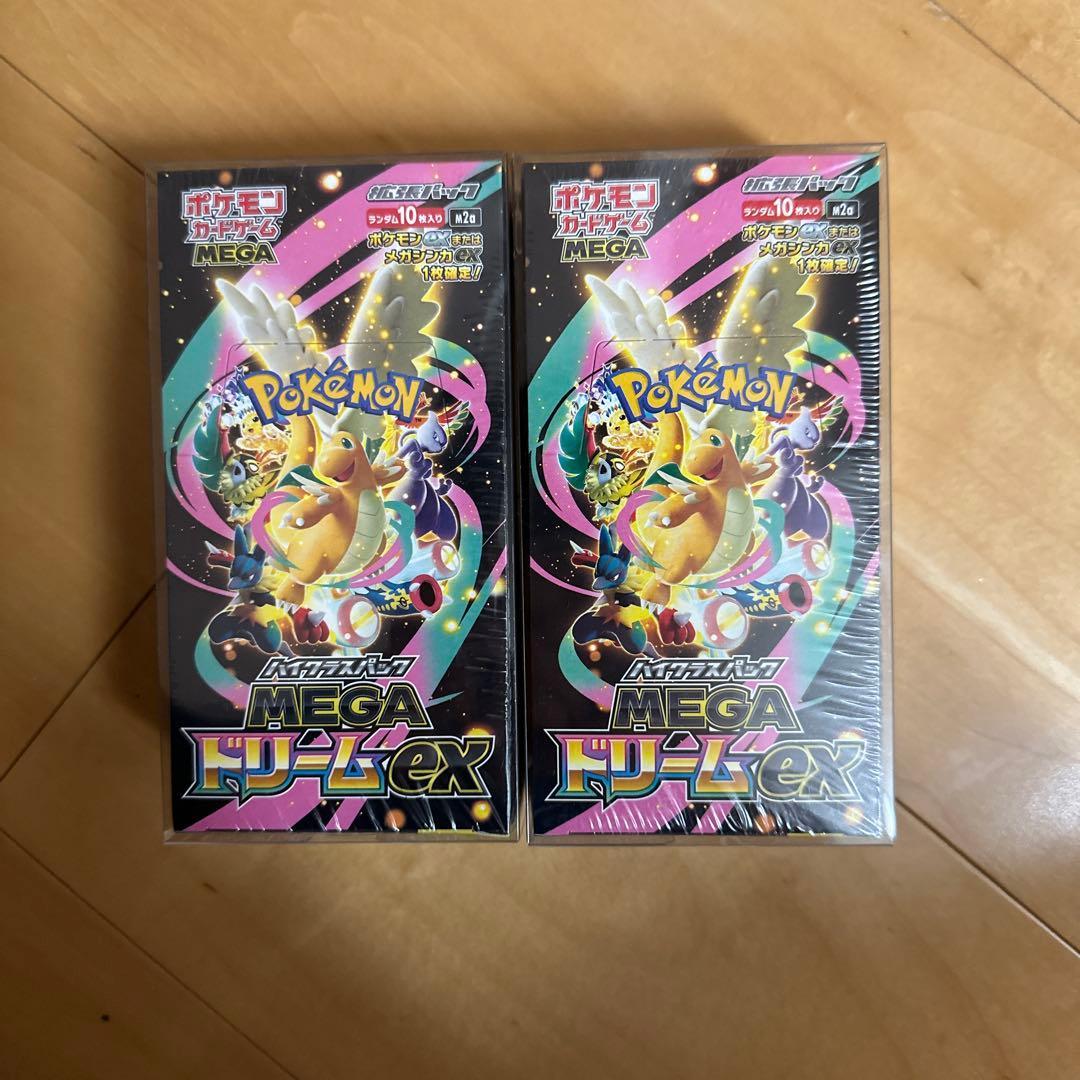 ポケモン
カードゲーム
MEGA
拡張パック
ランダム10枚入り M2a
ポケモンexまたは
メガシンカex
1枚確定!
POKéMON
ハイクラスパック
MEGA
ドリームex
ポケモン
カードゲーム
MEGA
拡張パック
ランダム10枚入り M2a
ポケモンexまたは
メガシンカex
1枚確定!
POKéMON
ハイクラスパック
MEGA
ドリームex